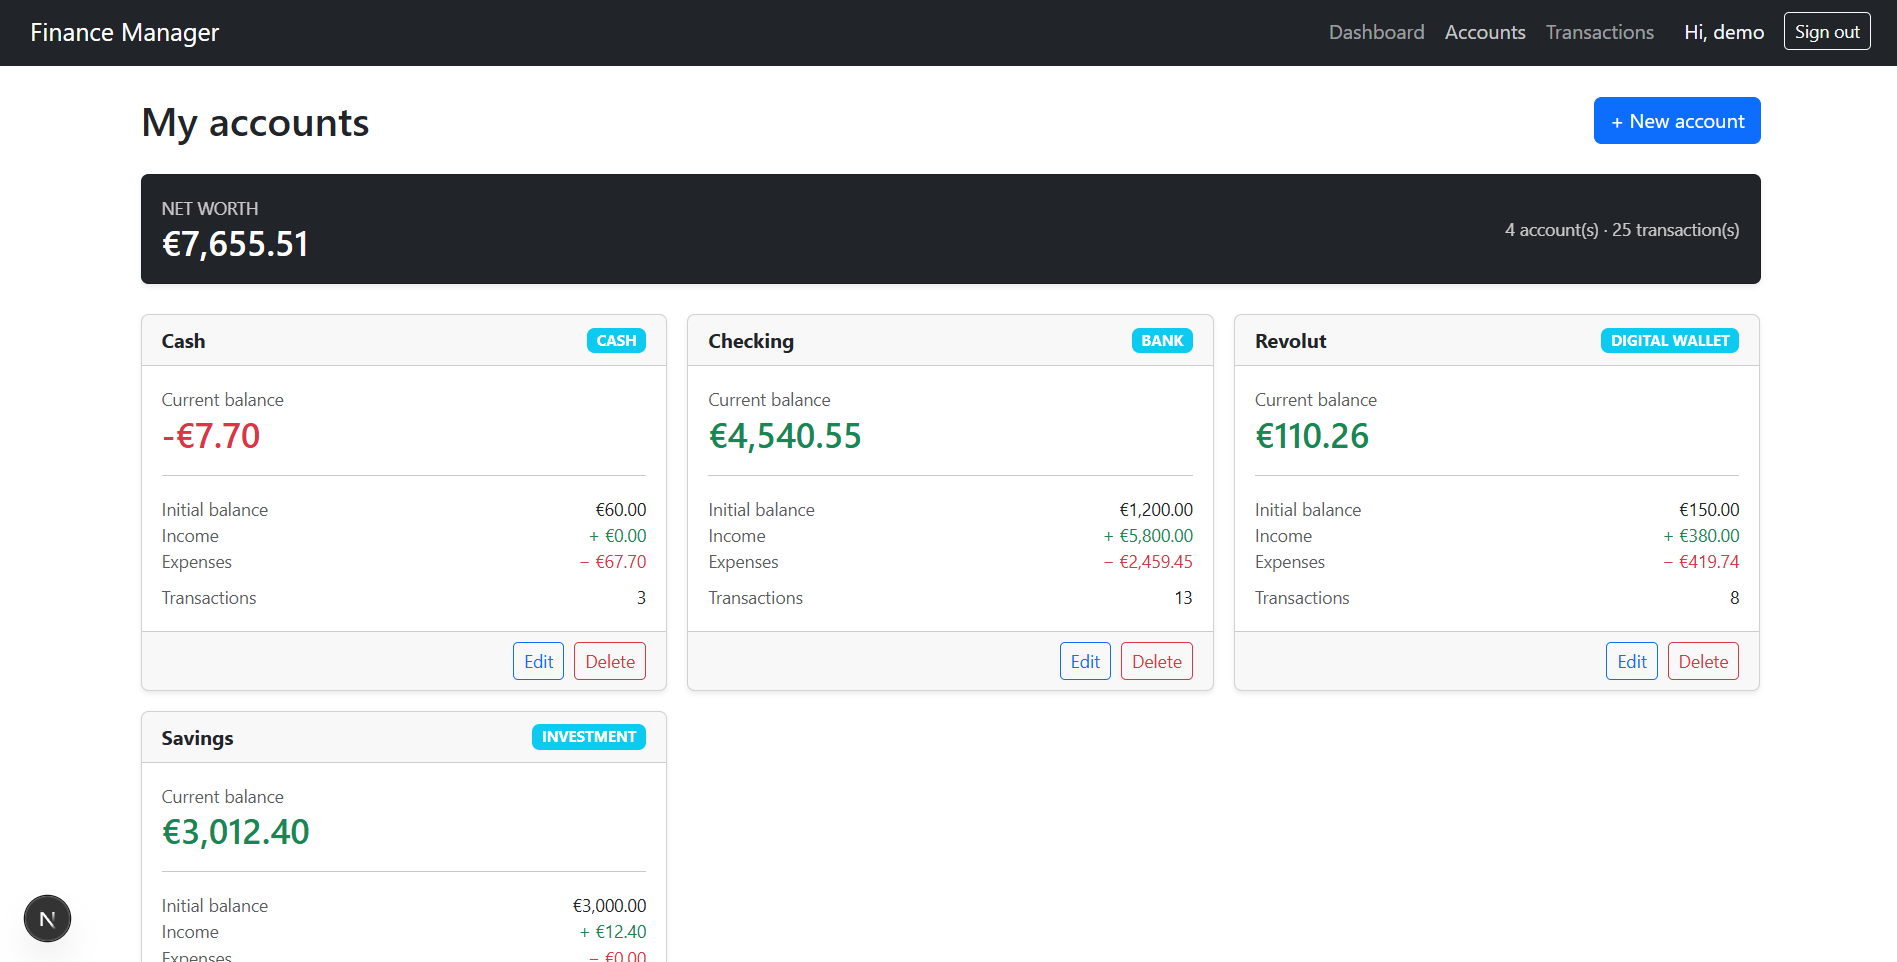 Finance Manager Dashboard Accounts Transactions Hi, demo Sign out
My accounts + New account
NET WORTH
€7,655.51
4 account(s) · 25 transaction(s)
Cash CASH
Current balance
-€7.70
Initial balance €60.00
Income + €0.00
Expenses − €67.70
Transactions 3
Edit Delete
Checking BANK
Current balance
€4,540.55
Initial balance €1,200.00
Income + €5,800.00
Expenses − €2,459.45
Transactions 13
Edit Delete
Revolut DIGITAL WALLET
Current balance
€110.26
Initial balance €150.00
Income + €380.00
Expenses − €419.74
Transactions 8
Edit Delete
Savings INVESTMENT
Current balance
€3,012.40
Initial balance €3,000.00
Income + €12.40
Expenses − €0.00
N